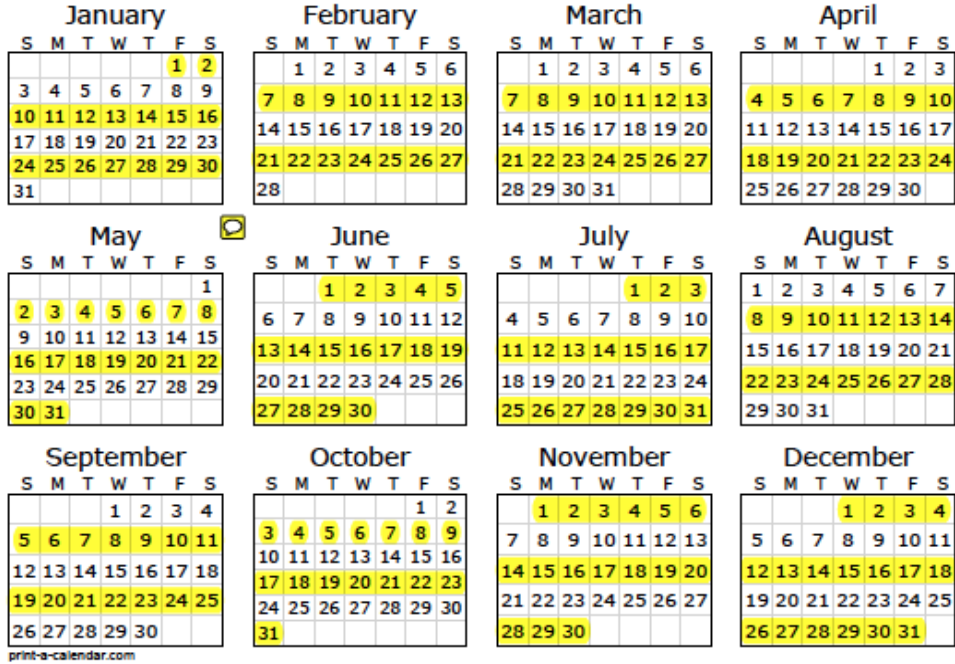 January February March April
S M T W T F S S M T W T F S S M T W T F S S M T W T F S
1 2 1 2 3 4 5 6 1 2 3 4 5 6 1 2 3
3 4 5 6 7 8 9 7 8 9 10 11 12 13 7 8 9 10 11 12 13 4 5 6 7 8 9 10
10 11 12 13 14 15 16 14 15 16 17 18 19 20 14 15 16 17 18 19 20 11 12 13 14 15 16 17
17 18 19 20 21 22 23 21 22 23 24 25 26 27 21 22 23 24 25 26 27 18 19 20 21 22 23 24
24 25 26 27 28 29 30 28 28 29 30 31 25 26 27 28 29 30
31
May June July August
S M T W T F S S M T W T F S S M T W T F S S M T W T F S
1 1 2 3 4 5 1 2 3 1 2 3 4 5 6 7
2 3 4 5 6 7 8 6 7 8 9 10 11 12 4 5 6 7 8 9 10 8 9 10 11 12 13 14
9 10 11 12 13 14 15 13 14 15 16 17 18 19 11 12 13 14 15 16 17 15 16 17 18 19 20 21
16 17 18 19 20 21 22 20 21 22 23 24 25 26 18 19 20 21 22 23 24 22 23 24 25 26 27 28
23 24 25 26 27 28 29 27 28 29 30 25 26 27 28 29 30 31 29 30 31
30 31
September October November December
S M T W T F S S M T W T F S S M T W T F S S M T W T F S
1 2 3 4 1 2 1 2 3 4 5 6 1 2 3 4
5 6 7 8 9 10 11 3 4 5 6 7 8 9 7 8 9 10 11 12 13 5 6 7 8 9 10 11
12 13 14 15 16 17 18 10 11 12 13 14 15 16 14 15 16 17 18 19 20 12 13 14 15 16 17 18
19 20 21 22 23 24 25 17 18 19 20 21 22 23 21 22 23 24 25 26 27 19 20 21 22 23 24 25
26 27 28 29 30 24 25 26 27 28 29 30 28 29 30 26 27 28 29 30 31
31
print-a-calendar.com